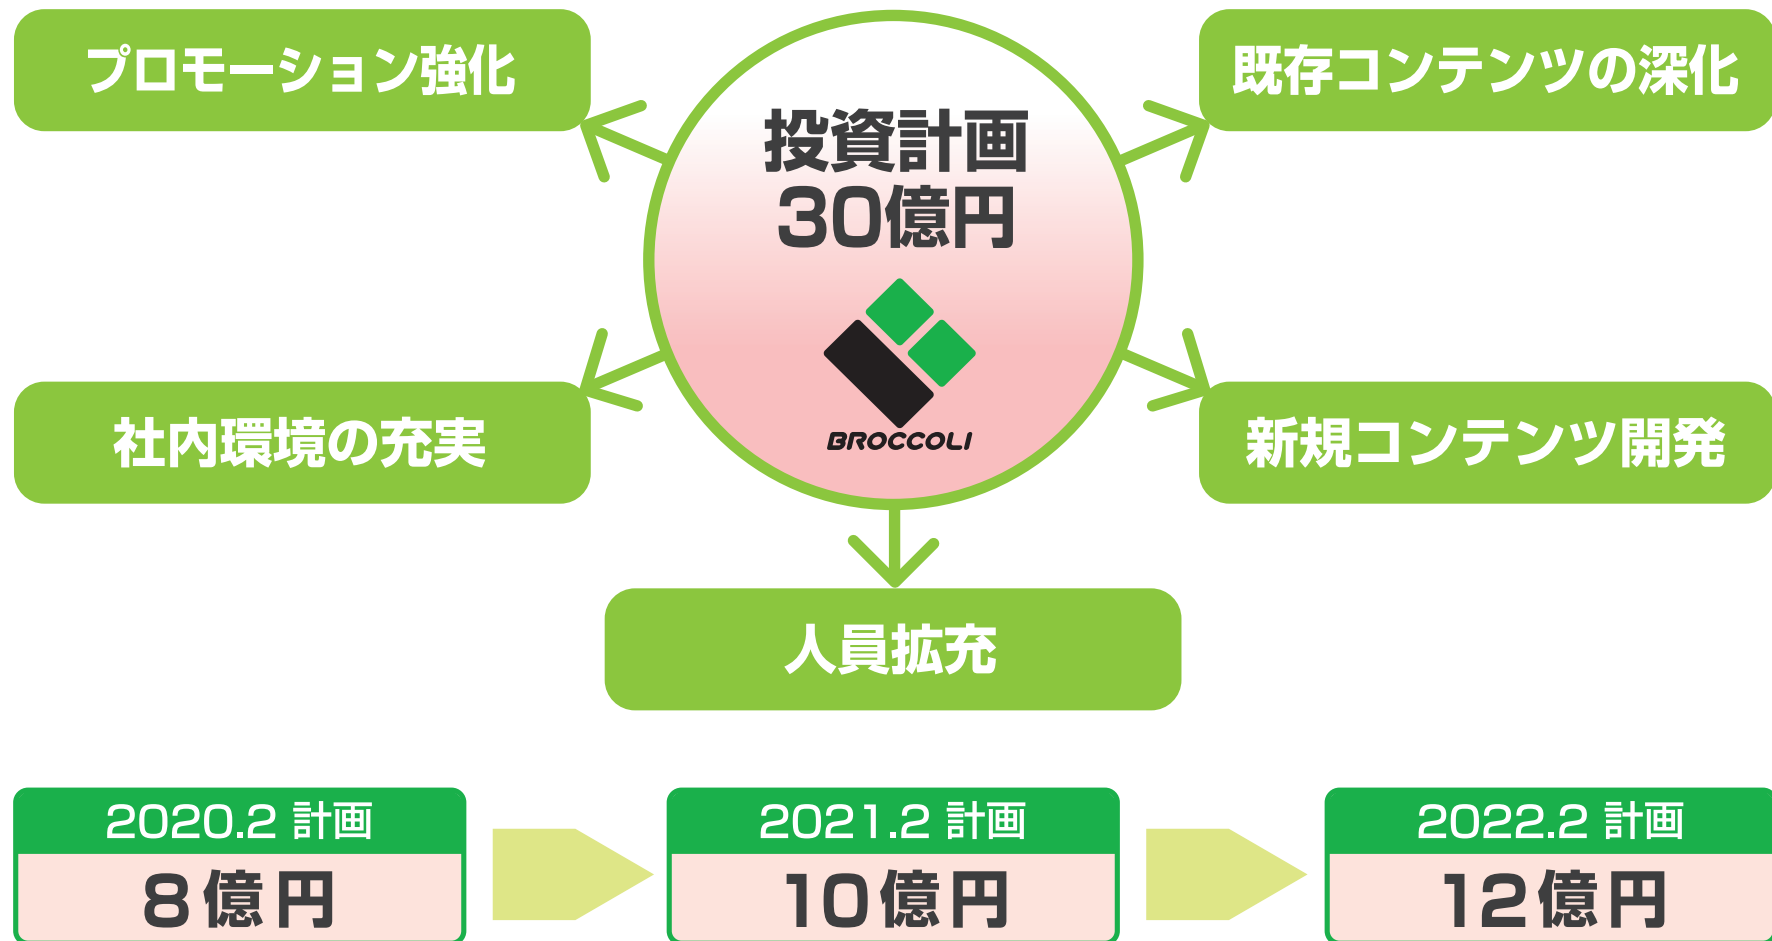 プロモーション強化
既存コンテンツの深化
投資計画
30億円
BROCCOLI
社内環境の充実
新規コンテンツ開発
人員拡充
2020.2 計画
8億円
2021.2 計画
10億円
2022.2 計画
12億円